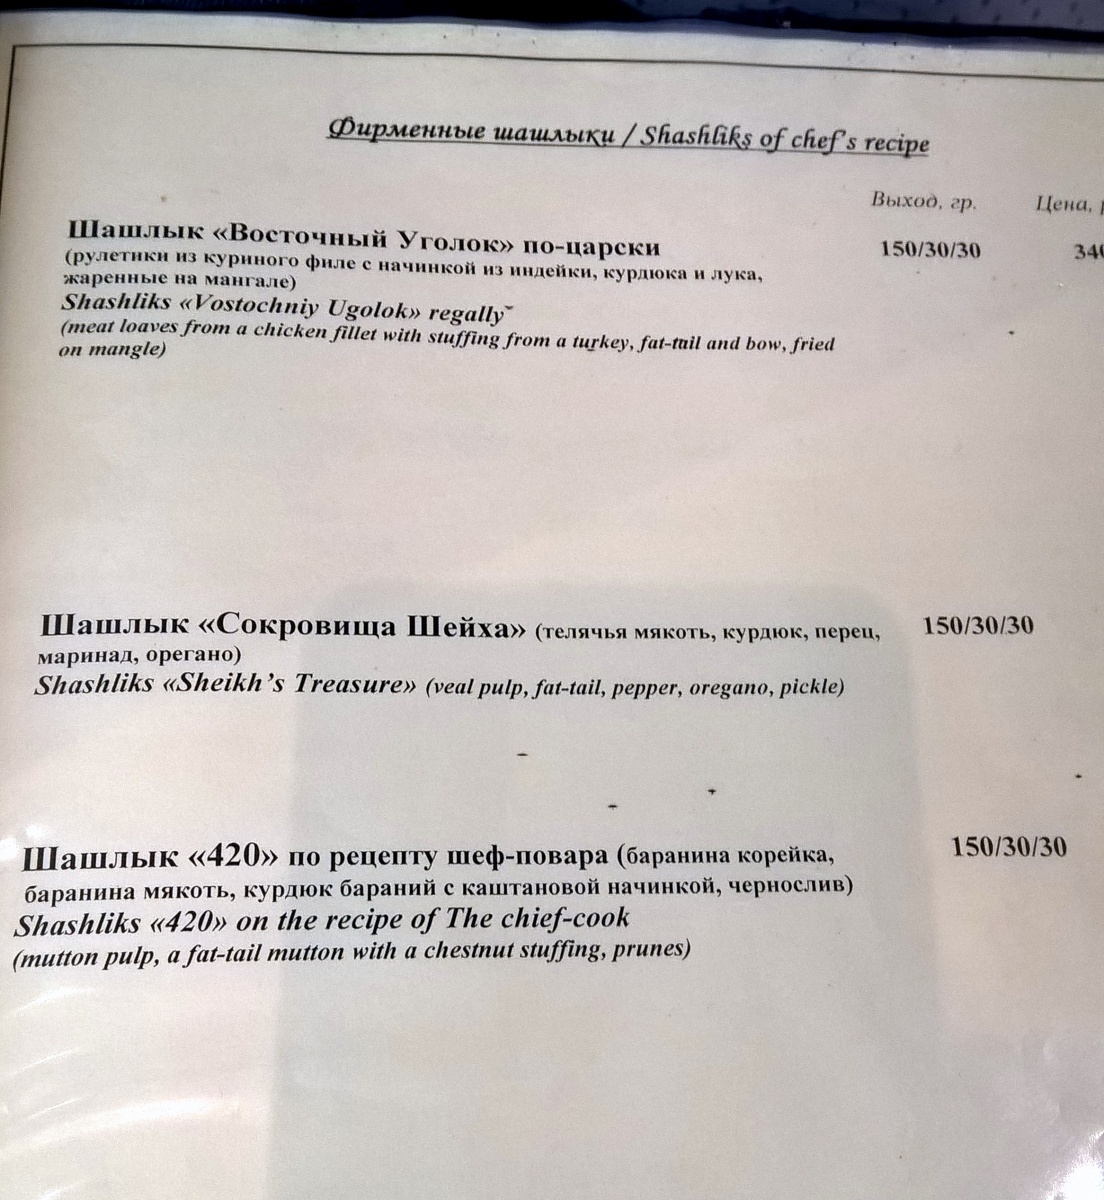 Фирменные шашлыки / Shashliks of chef's recipe
Выход, гр. Цена,
Шашлык «Восточный Уголок» по-царски 150/30/30
(рулетики из куриного филе с начинкой из индейки, курдюка и лука,
жаренные на мангале)
Shashliks «Vostochniy Ugolok» regally
(meat loaves from a chicken fillet with stuffing from a turkey, fat-tail and bow, fried
on mangle)
Шашлык «Сокровища Шейха» (телячья мякоть, курдюк, перец, 150/30/30
маринад, орегано)
Shashliks «Sheikh's Treasure» (veal pulp, fat-tail, pepper, oregano, pickle)
Шашлык «420» по рецепту шеф-повара (баранина корейка, 150/30/30
баранина мякоть, курдюк бараний с каштановой начинкой, чернослив)
Shashliks «420» on the recipe of The chief-cook
(mutton pulp, a fat-tail mutton with a chestnut stuffing, prunes)